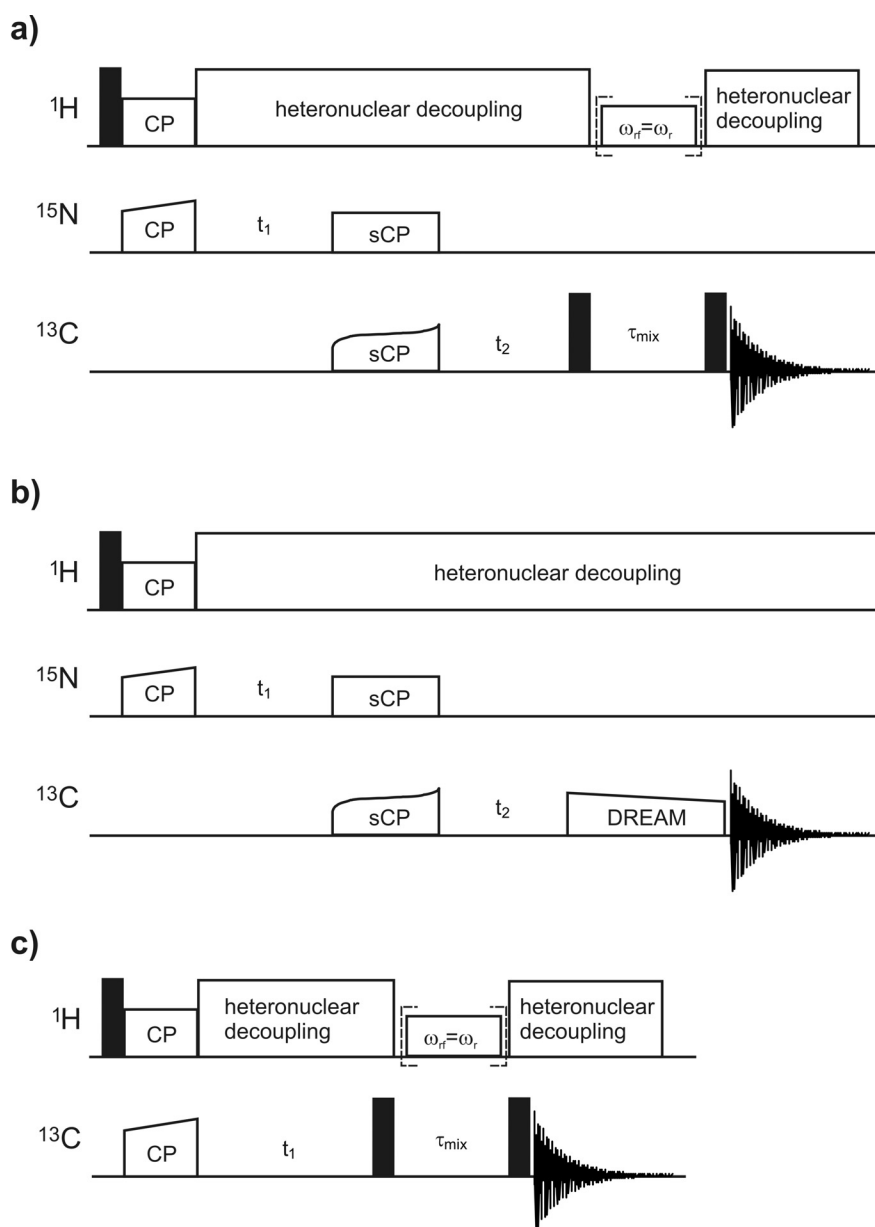 a)
¹H
CP
heteronuclear decoupling
ωrf=ωr
heteronuclear
decoupling
¹⁵N
CP
t₁
sCP
¹³C
sCP
t₂
τmix
b)
¹H
CP
heteronuclear decoupling
¹⁵N
CP
t₁
sCP
¹³C
sCP
t₂
DREAM
c)
¹H
CP
heteronuclear
decoupling
ωrf=ωr
heteronuclear
decoupling
¹³C
CP
t₁
τmix